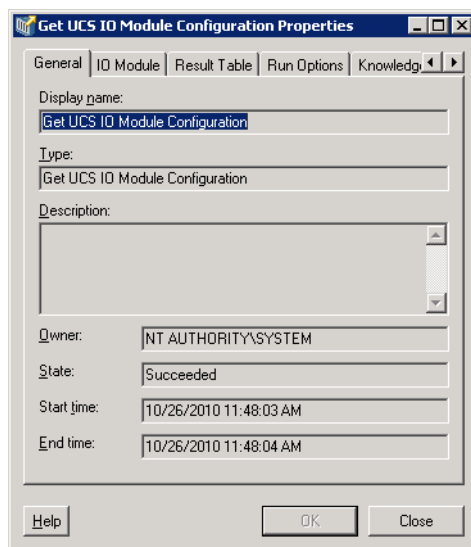 Get UCS IO Module Configuration Properties
General IO Module Result Table Run Options Knowledg
Display name:
Get UCS IO Module Configuration
Type:
Get UCS IO Module Configuration
Description:
Owner: NT AUTHORITY\SYSTEM
State: Succeeded
Start time: 10/26/2010 11:48:03 AM
End time: 10/26/2010 11:48:04 AM
Help OK Close